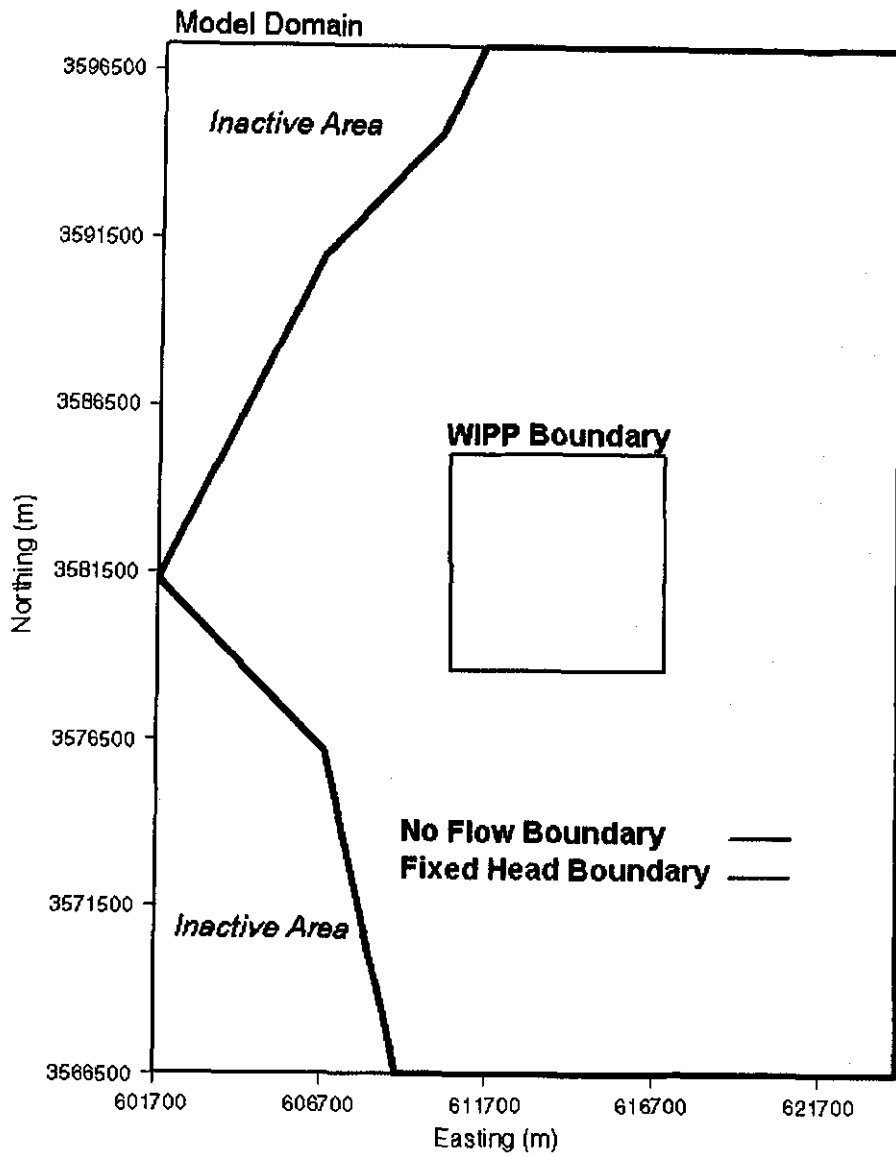 Model Domain
3596500
Inactive Area
3591500
3586500
WIPP Boundary
Northing (m)
3581500
3576500
No Flow Boundary
Fixed Head Boundary
3571500
Inactive Area
3566500
601700 606700 611700 616700 621700
Easting (m)